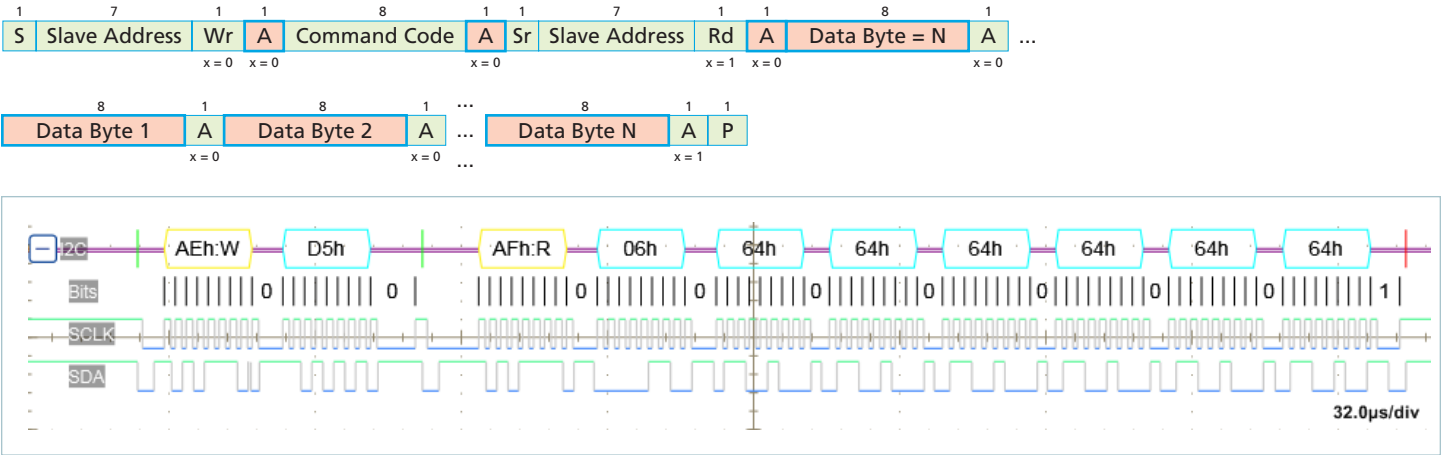 1 7 1 1 8 1 1 7 1 1 8 1
S Slave Address Wr A Command Code A Sr Slave Address Rd A Data Byte = N A ...
x = 0 x = 0 x = 0 x = 1 x = 0 x = 0
8 1 8 1 ... 8 1 1
Data Byte 1 A Data Byte 2 A ... Data Byte N A P
x = 0 x = 0 ... x = 1
I2C AEh:W D5h AFh:R 06h 64h 64h 64h 64h 64h 64h
Bits 0 0 0 0 0 0 0 0 0 1
SCLK
SDA
32.0µs/div